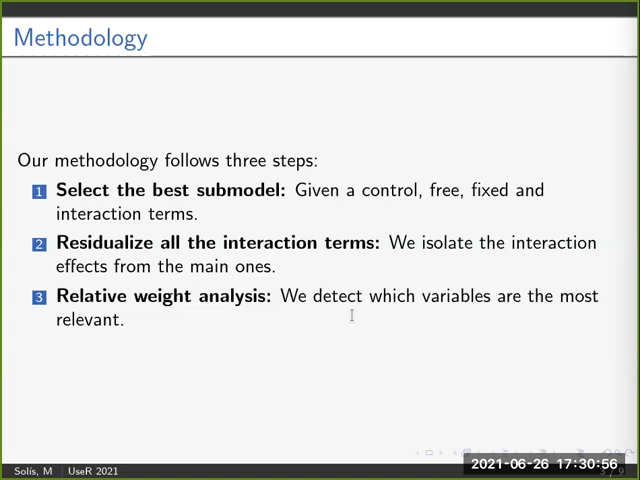 Methodology
Our methodology follows three steps:
1 Select the best submodel: Given a control, free, fixed and
interaction terms.
2 Residualize all the interaction terms: We isolate the interaction
effects from the main ones.
3 Relative weight analysis: We detect which variables are the most
relevant.
2021-06-26 17:30:56
Solís, M UseR 2021